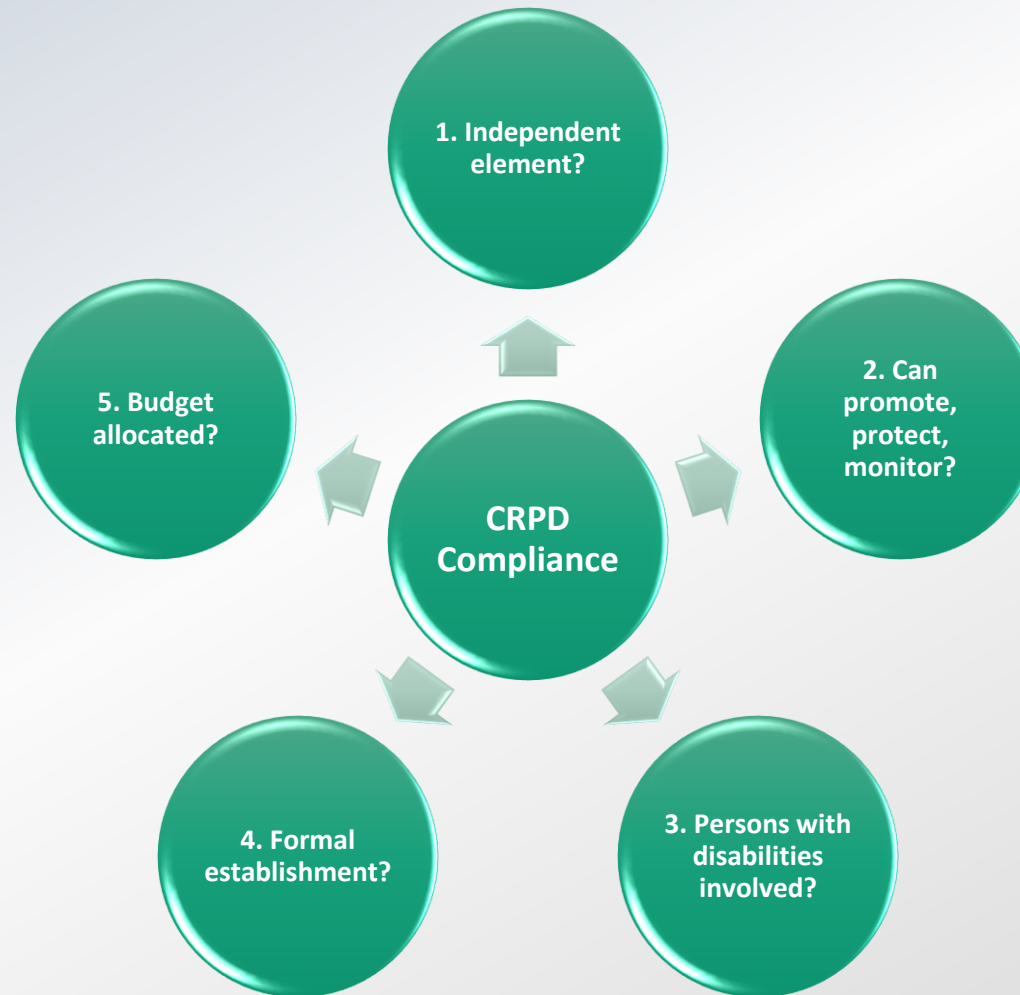 1. Independent
element?
2. Can
promote,
protect,
monitor?
3. Persons with
disabilities
involved?
4. Formal
establishment?
5. Budget
allocated?
CRPD
Compliance